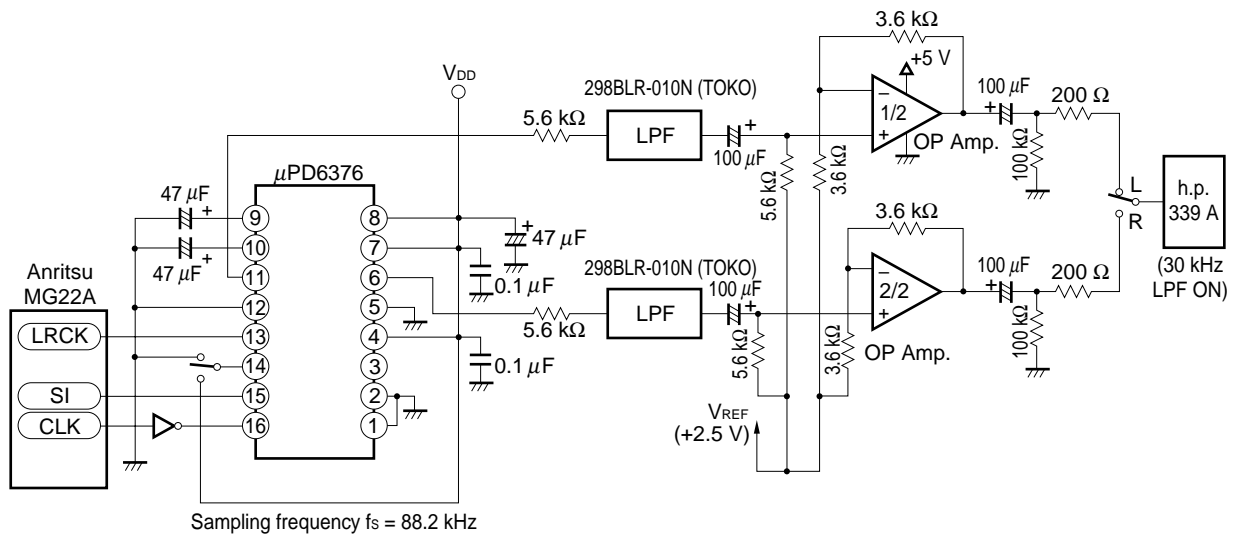 3.6 kΩ
+5 V
VDD
298BLR-010N (TOKO)
5.6 kΩ
LPF
100 µF
+
−
1/2
+
OP Amp.
100 µF
+
200 Ω
100 kΩ
5.6 kΩ
3.6 kΩ
µPD6376
47 µF
+
47 µF
+
9
10
11
12
13
14
15
16
8
7
6
5
4
3
2
1
+
47 µF
0.1 µF
0.1 µF
Anritsu
MG22A
LRCK
SI
CLK
298BLR-010N (TOKO)
5.6 kΩ
LPF
100 µF
+
3.6 kΩ
−
2/2
+
OP Amp.
5.6 kΩ
3.6 kΩ
100 µF
+
200 Ω
100 kΩ
L
R
h.p.
339 A
(30 kHz
LPF ON)
VREF
(+2.5 V)
Sampling frequency fs = 88.2 kHz